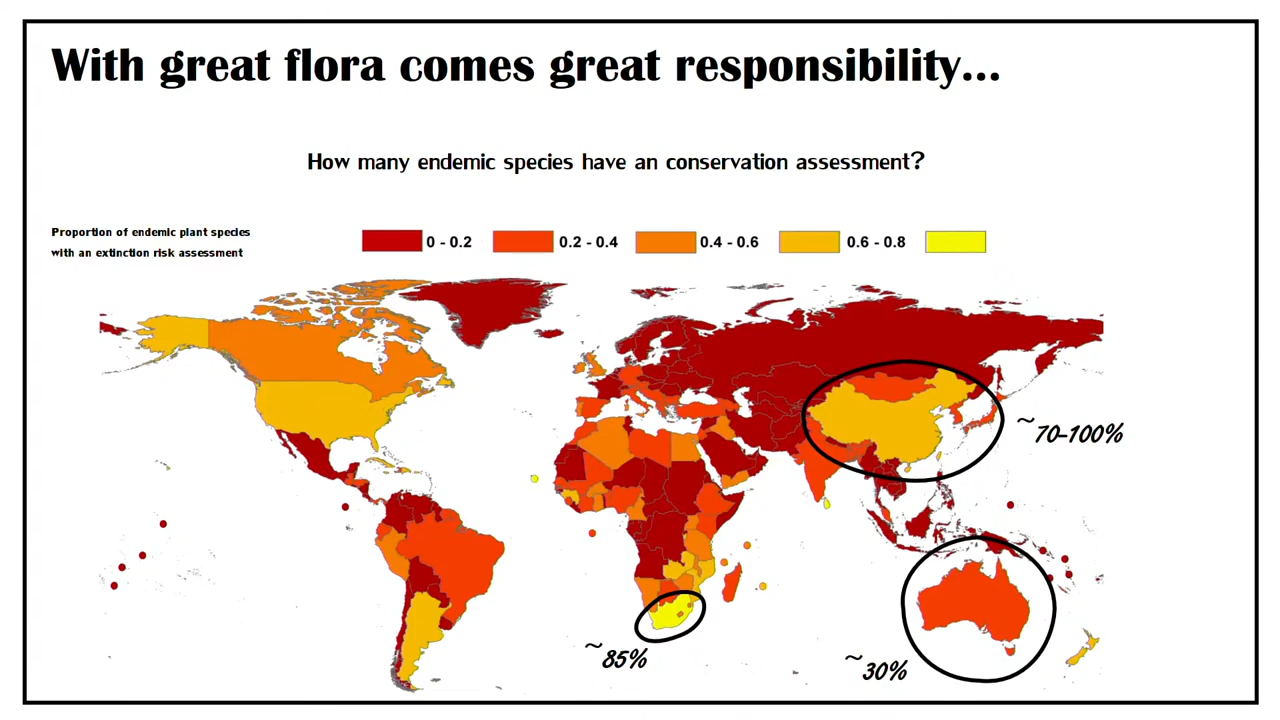 With great flora comes great responsibility...
How many endemic species have an conservation assessment?
Proportion of endemic plant species
with an extinction risk assessment
0 - 0.2 0.2 - 0.4 0.4 - 0.6 0.6 - 0.8
~70-100%
~85%
~30%